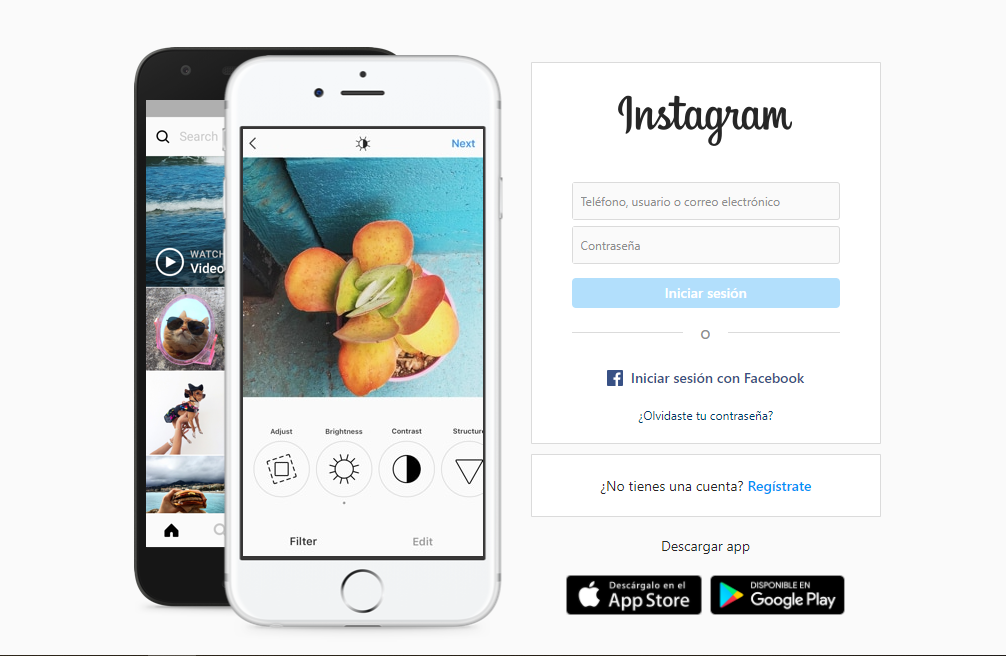 Search
WATCH
Video
Next
Adjust
Brightness
Contrast
Structure
Filter
Edit
Instagram
Teléfono, usuario o correo electrónico
Contraseña
Iniciar sesión
O
Iniciar sesión con Facebook
¿Olvidaste tu contraseña?
¿No tienes una cuenta? Regístrate
Descargar app
Descárgalo en el
App Store
DISPONIBLE EN
Google Play